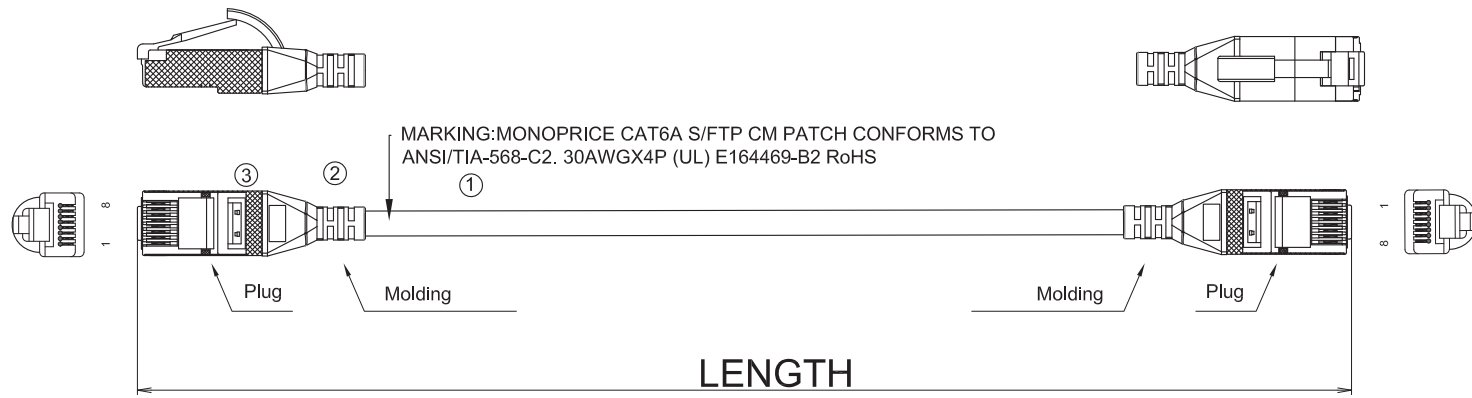 MARKING:MONOPRICE CAT6A S/FTP CM PATCH CONFORMS TO
ANSI/TIA-568-C2. 30AWGX4P (UL) E164469-B2 RoHS
③ ② ①
8
1
1
8
Plug
Molding
Molding
Plug
LENGTH